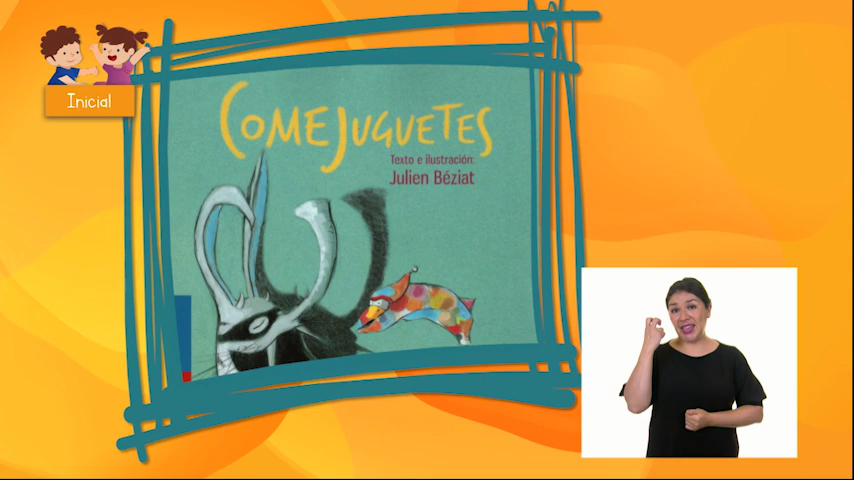 Inicial
COMEJUGUETES
Texto e ilustración:
Julien Béziat